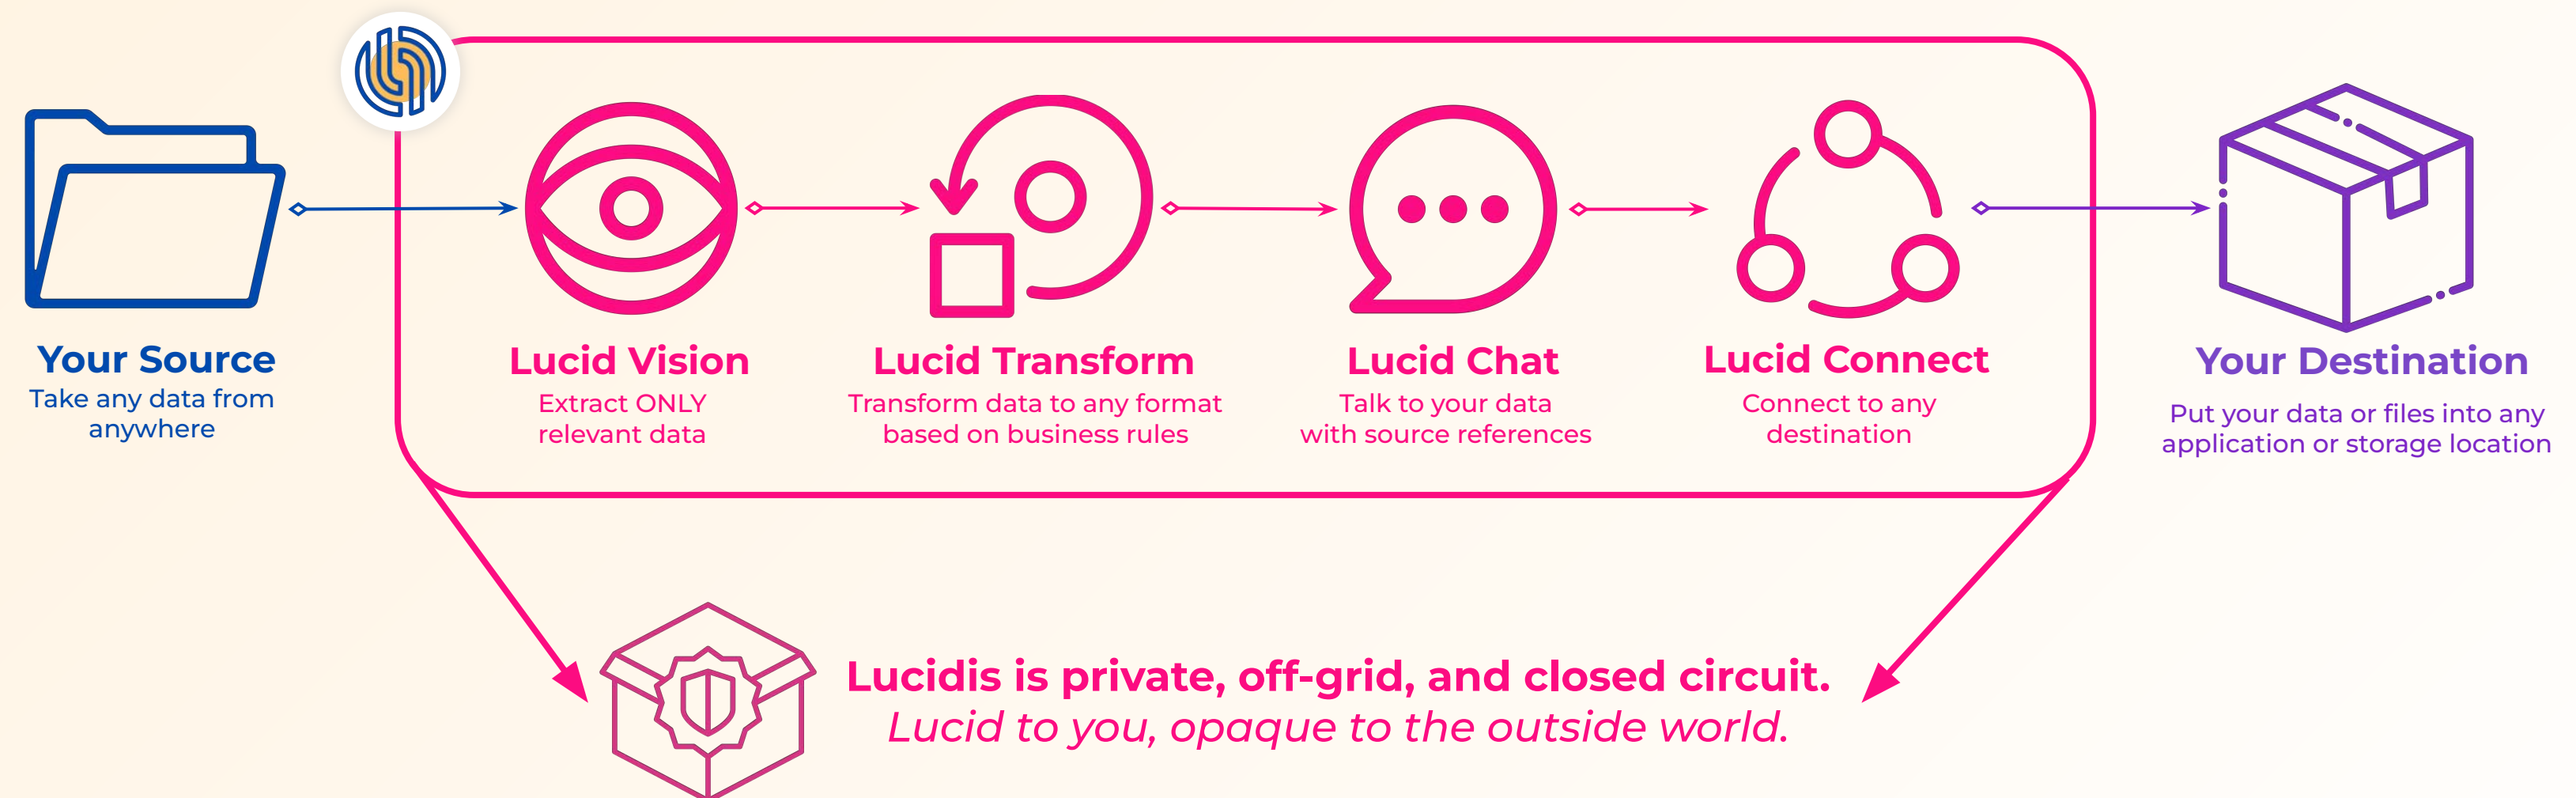 Your Source
Take any data from
anywhere
Lucid Vision
Extract ONLY
relevant data
Lucid Transform
Transform data to any format
based on business rules
Lucid Chat
Talk to your data
with source references
Lucid Connect
Connect to any
destination
Your Destination
Put your data or files into any
application or storage location
Lucidis is private, off-grid, and closed circuit.
Lucid to you, opaque to the outside world.